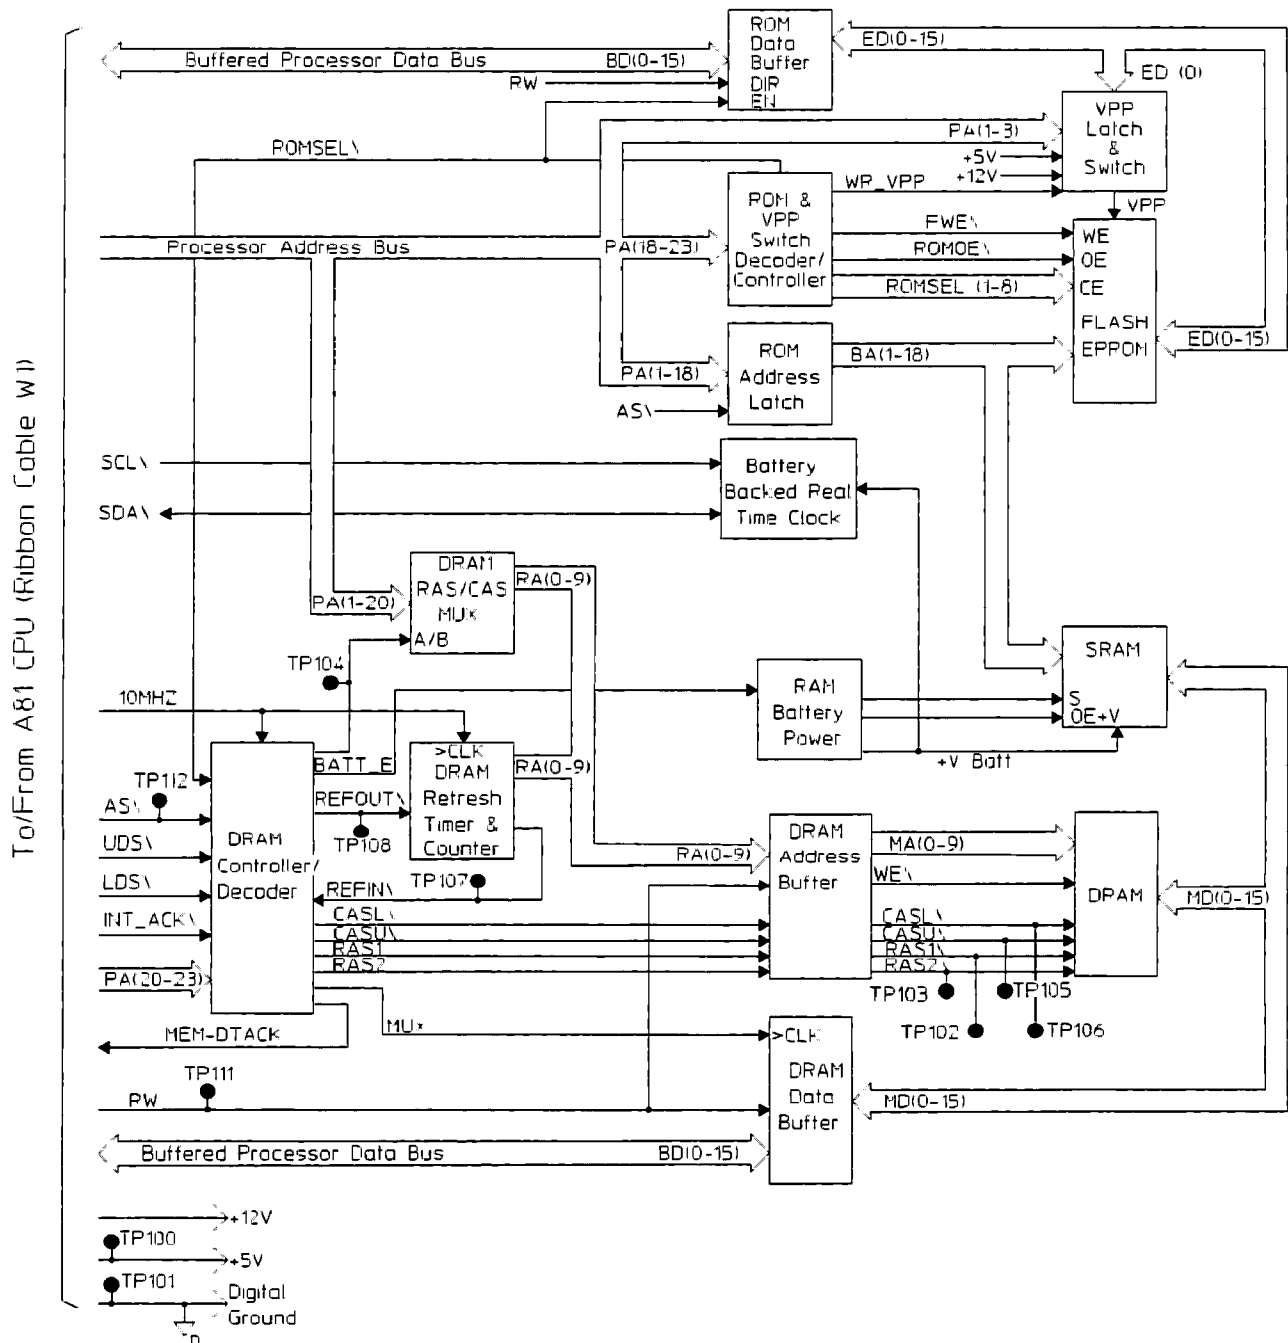 To/From A81 CPU (Ribbon Cable W1)
ROM
Data
Buffer
DIR
EN
ED(0-15)
Buffered Processor Data Bus
BD(0-15)
RW
ED (0)
VPP
Latch
&
Switch
PA(1-3)
+5V
+12V
ROMSEL\
WR_VPP
VPP
ROM &
VPP
Switch
Decoder/
Controller
Processor Address Bus
PA(18-23)
FWE\
ROMOE\
ROMSEL (1-8)
WE
OE
CE
FLASH
EPPOM
ED(0-15)
ROM
Address
Latch
BA(1-18)
PA(1-18)
AS\
SCL\
SDA\
Battery
Backed Real
Time Clock
DRAM
RAS/CAS
MUX
A/B
RA(0-9)
PA(1-20)
TP104
SRAM
S
OE+V
RAM
Battery
Power
+V Batt
10MHZ
BATT_E
>CLK
DRAM
Refresh
Timer &
Counter
RA(0-9)
TP112
AS\
UDS\
LDS\
INT_ACK\
PA(20-23)
DRAM
Controller/
Decoder
REFOUT\
TP108
TP107
REFIN\
CASL\
CASU\
RAS1
RAS2
RA(0-9)
DRAM
Address
Buffer
MA(0-9)
WE\
CASL\
CASU\
RAS1\
RAS2\
DRAM
MD(0-15)
TP103
TP105
TP102
TP106
MEM-DTACK
MUX
>CLK
DRAM
Data
Buffer
TP111
RW
MD(0-15)
Buffered Processor Data Bus
BD(0-15)
+12V
TP100
+5V
TP101
Digital
Ground
D